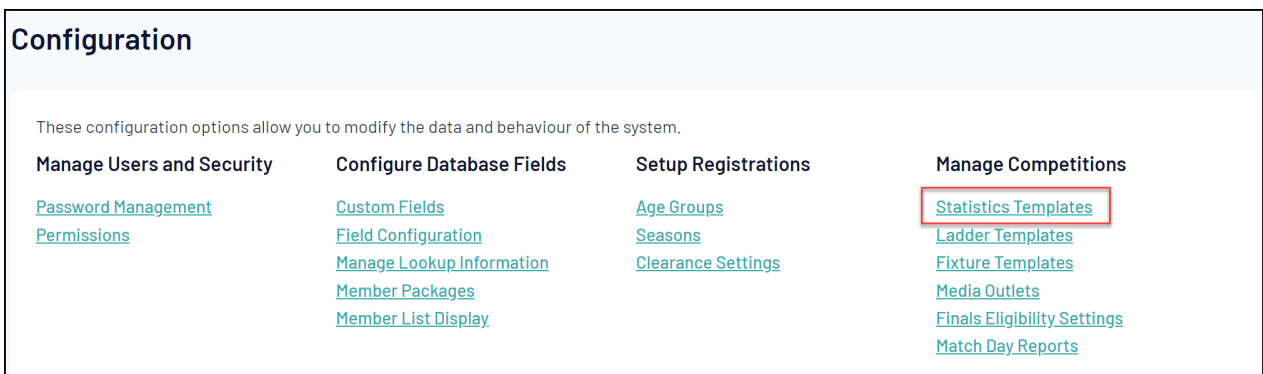 Configuration
These configuration options allow you to modify the data and behaviour of the system.
Manage Users and Security
Password Management
Permissions
Configure Database Fields
Custom Fields
Field Configuration
Manage Lookup Information
Member Packages
Member List Display
Setup Registrations
Age Groups
Seasons
Clearance Settings
Manage Competitions
Statistics Templates
Ladder Templates
Fixture Templates
Media Outlets
Finals Eligibility Settings
Match Day Reports